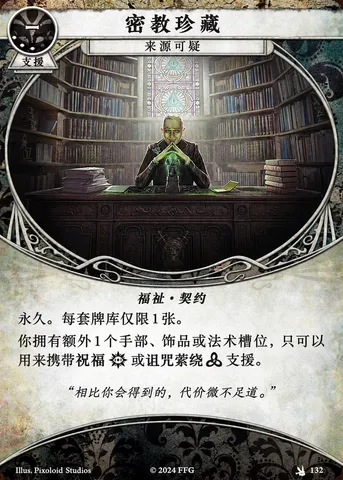 密教珍藏
来源可疑
支援
福祉·契约
永久。每套牌库仅限1张。
你拥有额外1个手部、饰品或法术槽位，只可以
用来携带祝福或诅咒萦绕支援。
“相比你会得到的，代价微不足道。”
Illus. Pixoloid Studios © 2024 FFG 132